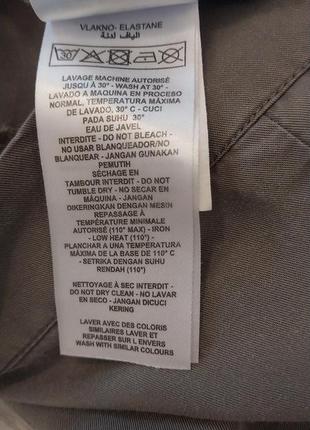 VLAKNO- ELASTANE
الياف لدنة
30°
LAVAGE MACHINE AUTORISÉ
JUSQU'À 30° - WASH AT 30° -
LAVADO A MAQUINA EN PROCESO
NORMAL, TEMPERATURA MÁXIMA
DE LAVADO, 30° C - CUCI
PADA SUHU 30°
EAU DE JAVEL
INTERDITE - DO NOT BLEACH -
NO USAR BLANQUEADOR/NO
BLANQUEAR - JANGAN GUNAKAN
PEMUTIH
SÉCHAGE EN
TAMBOUR INTERDIT - DO NOT
TUMBLE DRY - NO SECAR EN
MÁQUINA - JANGAN
DIKERINGKAN DENGAN MESIN
REPASSAGE À
TEMPÉRATURE MINIMALE
AUTORISÉ (110° MAX) - IRON
- LOW HEAT (110°) -
PLANCHAR A UNA TEMPERATURA
MÁXIMA DE LA BASE DE 110° C
- SETRIKA DENGAN SUHU
RENDAH (110°)
NETTOYAGE À SEC INTERDIT -
DO NOT DRY CLEAN - NO LAVAR
EN SECO - JANGAN DICUCI
KERING
LAVER AVEC DES COLORIS
SIMILAIRES LAVER ET
REPASSER SUR L ENVERS
WASH WITH SIMILAR COLOURS